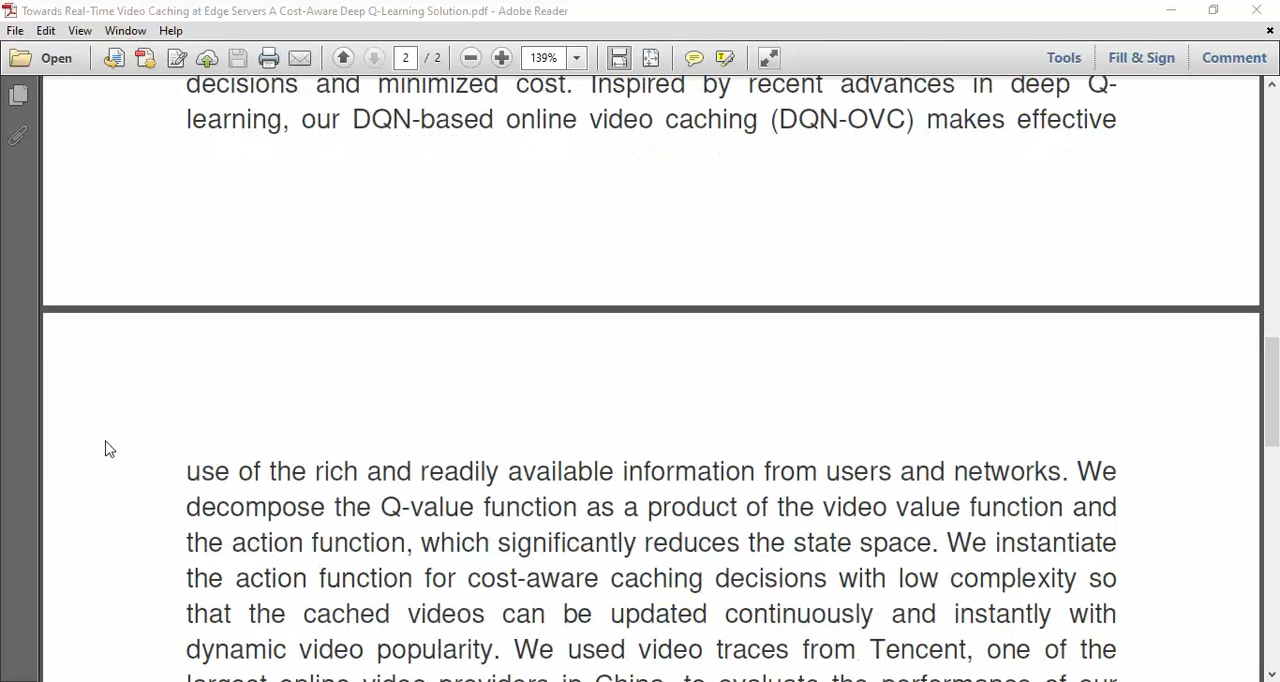 Towards Real-Time Video Caching at Edge Servers A Cost-Aware Deep Q-Learning Solution.pdf - Adobe Reader
File Edit View Window Help
Open 2 / 2 139% Tools Fill & Sign Comment
decisions and minimized cost. Inspired by recent advances in deep Q-
learning, our DQN-based online video caching (DQN-OVC) makes effective
use of the rich and readily available information from users and networks. We
decompose the Q-value function as a product of the video value function and
the action function, which significantly reduces the state space. We instantiate
the action function for cost-aware caching decisions with low complexity so
that the cached videos can be updated continuously and instantly with
dynamic video popularity. We used video traces from Tencent, one of the
largest online video providers in China, to evaluate the performance of our